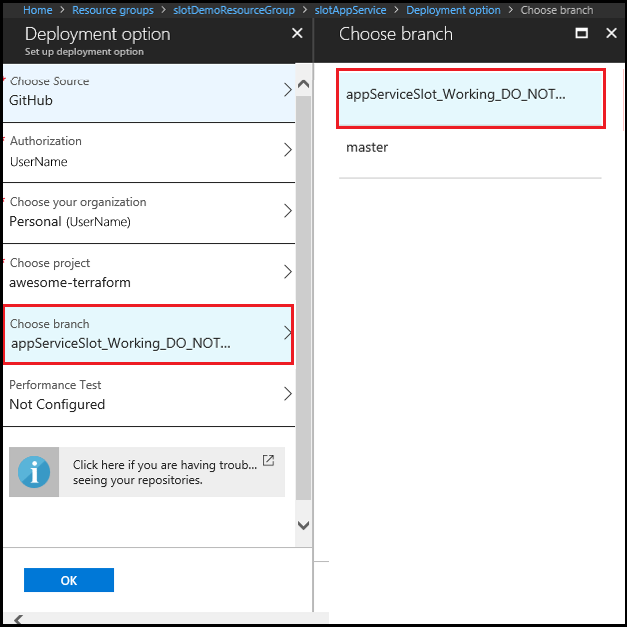 Home > Resource groups > slotDemoResourceGroup > slotAppService > Deployment option > Choose branch
Deployment option
Set up deployment option
* Choose Source
GitHub
* Authorization
UserName
* Choose your organization
Personal (UserName)
* Choose project
awesome-terraform
Choose branch
appServiceSlot_Working_DO_NOT...
Performance Test
Not Configured
Click here if you are having troub...
seeing your repositories.
OK
Choose branch
appServiceSlot_Working_DO_NOT...
master